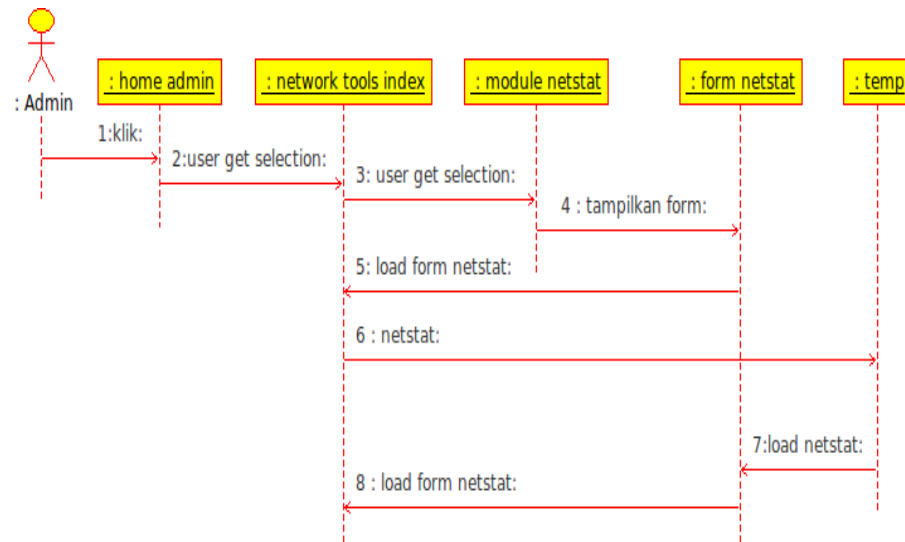 : Admin
: home admin
: network tools index
: module netstat
: form netstat
: temp
1:klik:
2:user get selection:
3: user get selection:
4 : tampilkan form:
5: load form netstat:
6 : netstat:
7:load netstat:
8 : load form netstat: